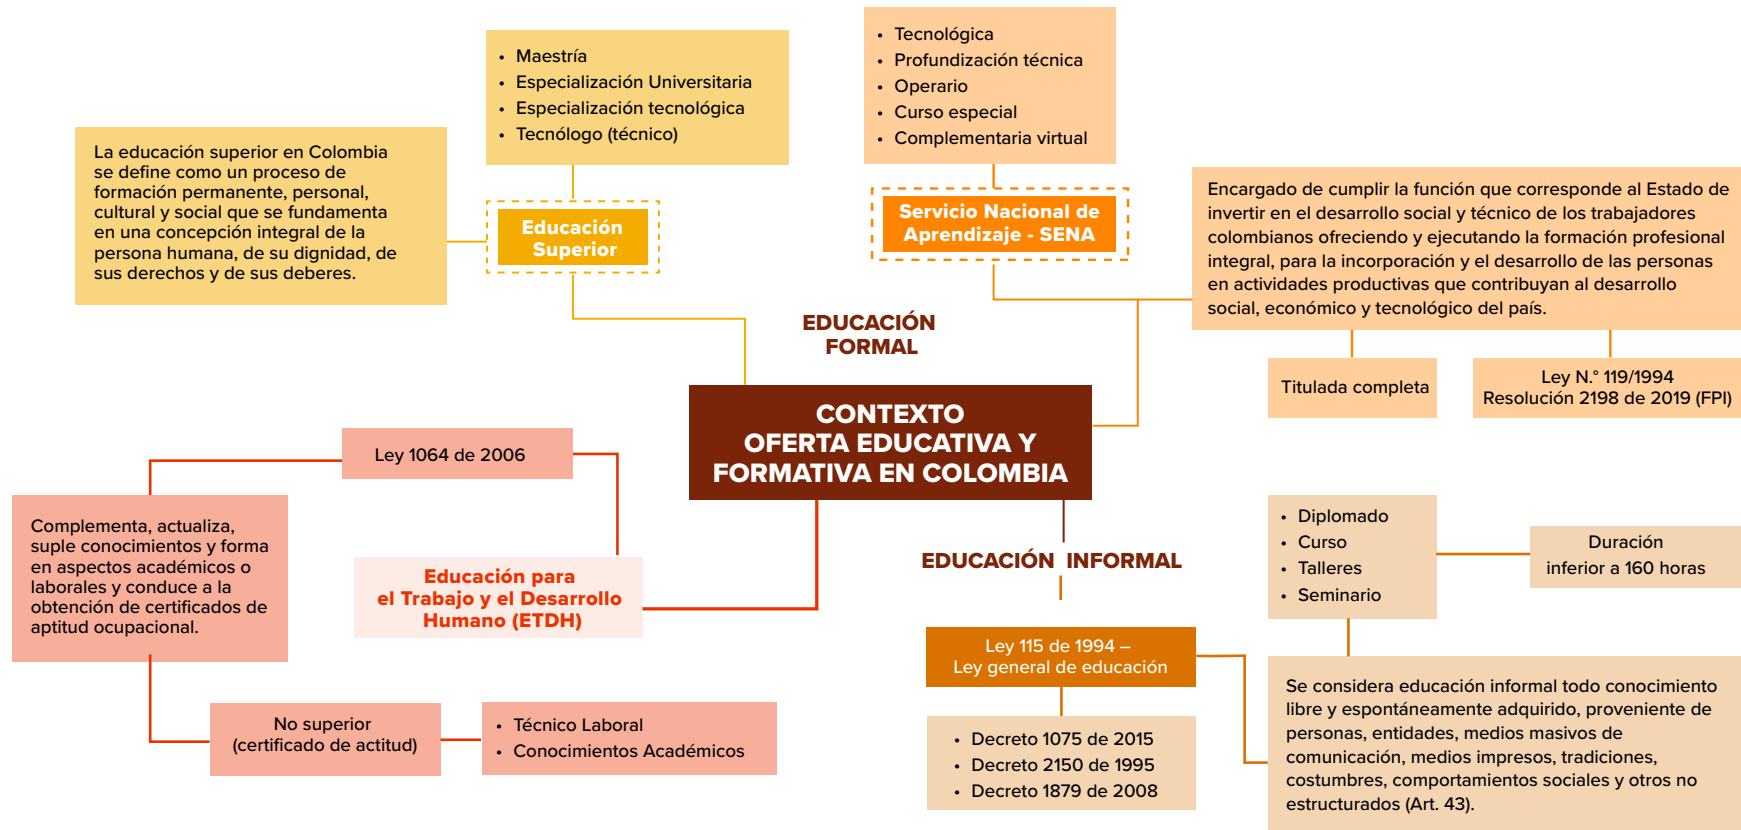 • Maestría
• Especialización Universitaria
• Especialización tecnológica
• Tecnólogo (técnico)
• Tecnológica
• Profundización técnica
• Operario
• Curso especial
• Complementaria virtual
La educación superior en Colombia
se define como un proceso de
formación permanente, personal,
cultural y social que se fundamenta
en una concepción integral de la
persona humana, de su dignidad, de
sus derechos y de sus deberes.
Educación
Superior
Servicio Nacional de
Aprendizaje - SENA
Encargado de cumplir la función que corresponde al Estado de
invertir en el desarrollo social y técnico de los trabajadores
colombianos ofreciendo y ejecutando la formación profesional
integral, para la incorporación y el desarrollo de las personas
en actividades productivas que contribuyan al desarrollo
social, económico y tecnológico del país.
EDUCACIÓN
FORMAL
Titulada completa
Ley N.° 119/1994
Resolución 2198 de 2019 (FPI)
CONTEXTO
OFERTA EDUCATIVA Y
FORMATIVA EN COLOMBIA
Ley 1064 de 2006
Complementa, actualiza,
suple conocimientos y forma
en aspectos académicos o
laborales y conduce a la
obtención de certificados de
aptitud ocupacional.
Educación para
el Trabajo y el Desarrollo
Humano (ETDH)
No superior
(certificado de actitud)
• Técnico Laboral
• Conocimientos Académicos
EDUCACIÓN INFORMAL
Ley 115 de 1994 –
Ley general de educación
• Decreto 1075 de 2015
• Decreto 2150 de 1995
• Decreto 1879 de 2008
• Diplomado
• Curso
• Talleres
• Seminario
Duración
inferior a 160 horas
Se considera educación informal todo conocimiento
libre y espontáneamente adquirido, proveniente de
personas, entidades, medios masivos de
comunicación, medios impresos, tradiciones,
costumbres, comportamientos sociales y otros no
estructurados (Art. 43).